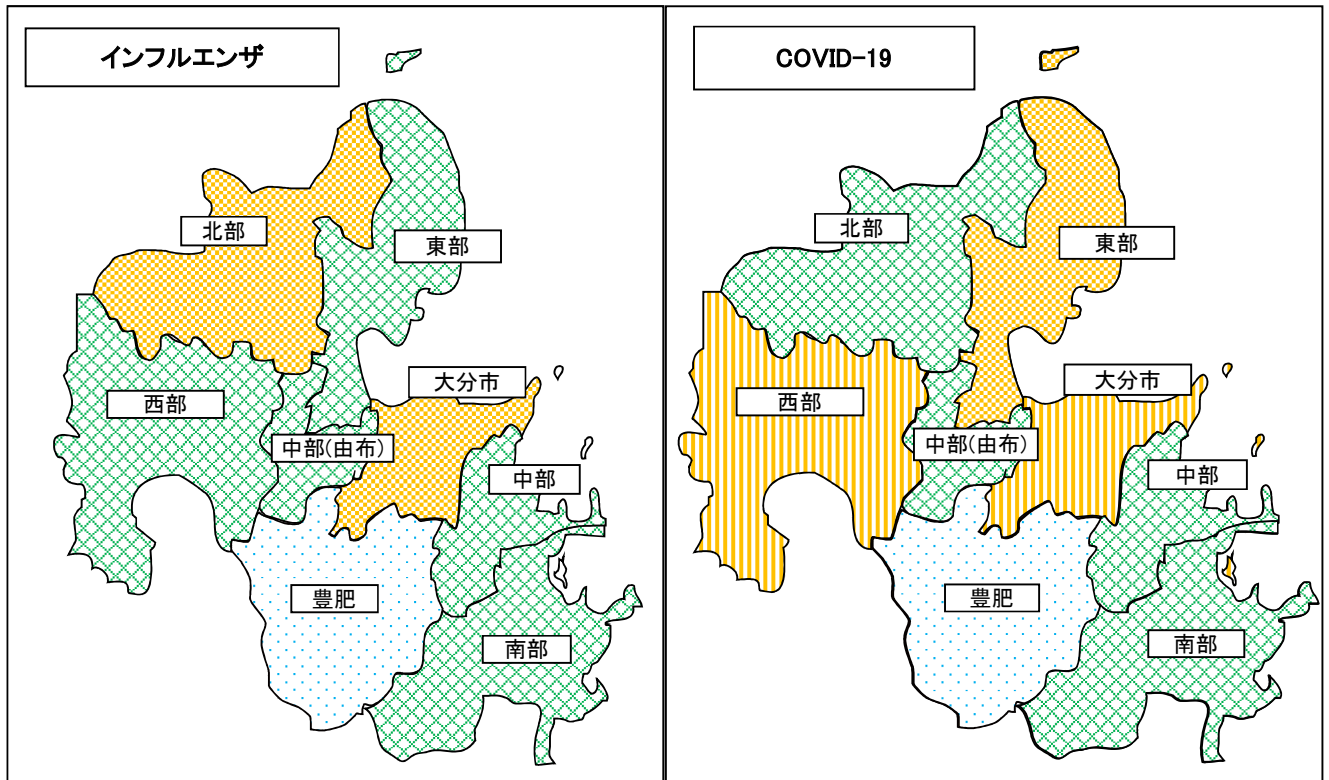 インフルエンザ
北部
東部
大分市
西部
中部(由布)
中部
豊肥
南部
COVID-19
北部
東部
大分市
西部
中部(由布)
中部
豊肥
南部